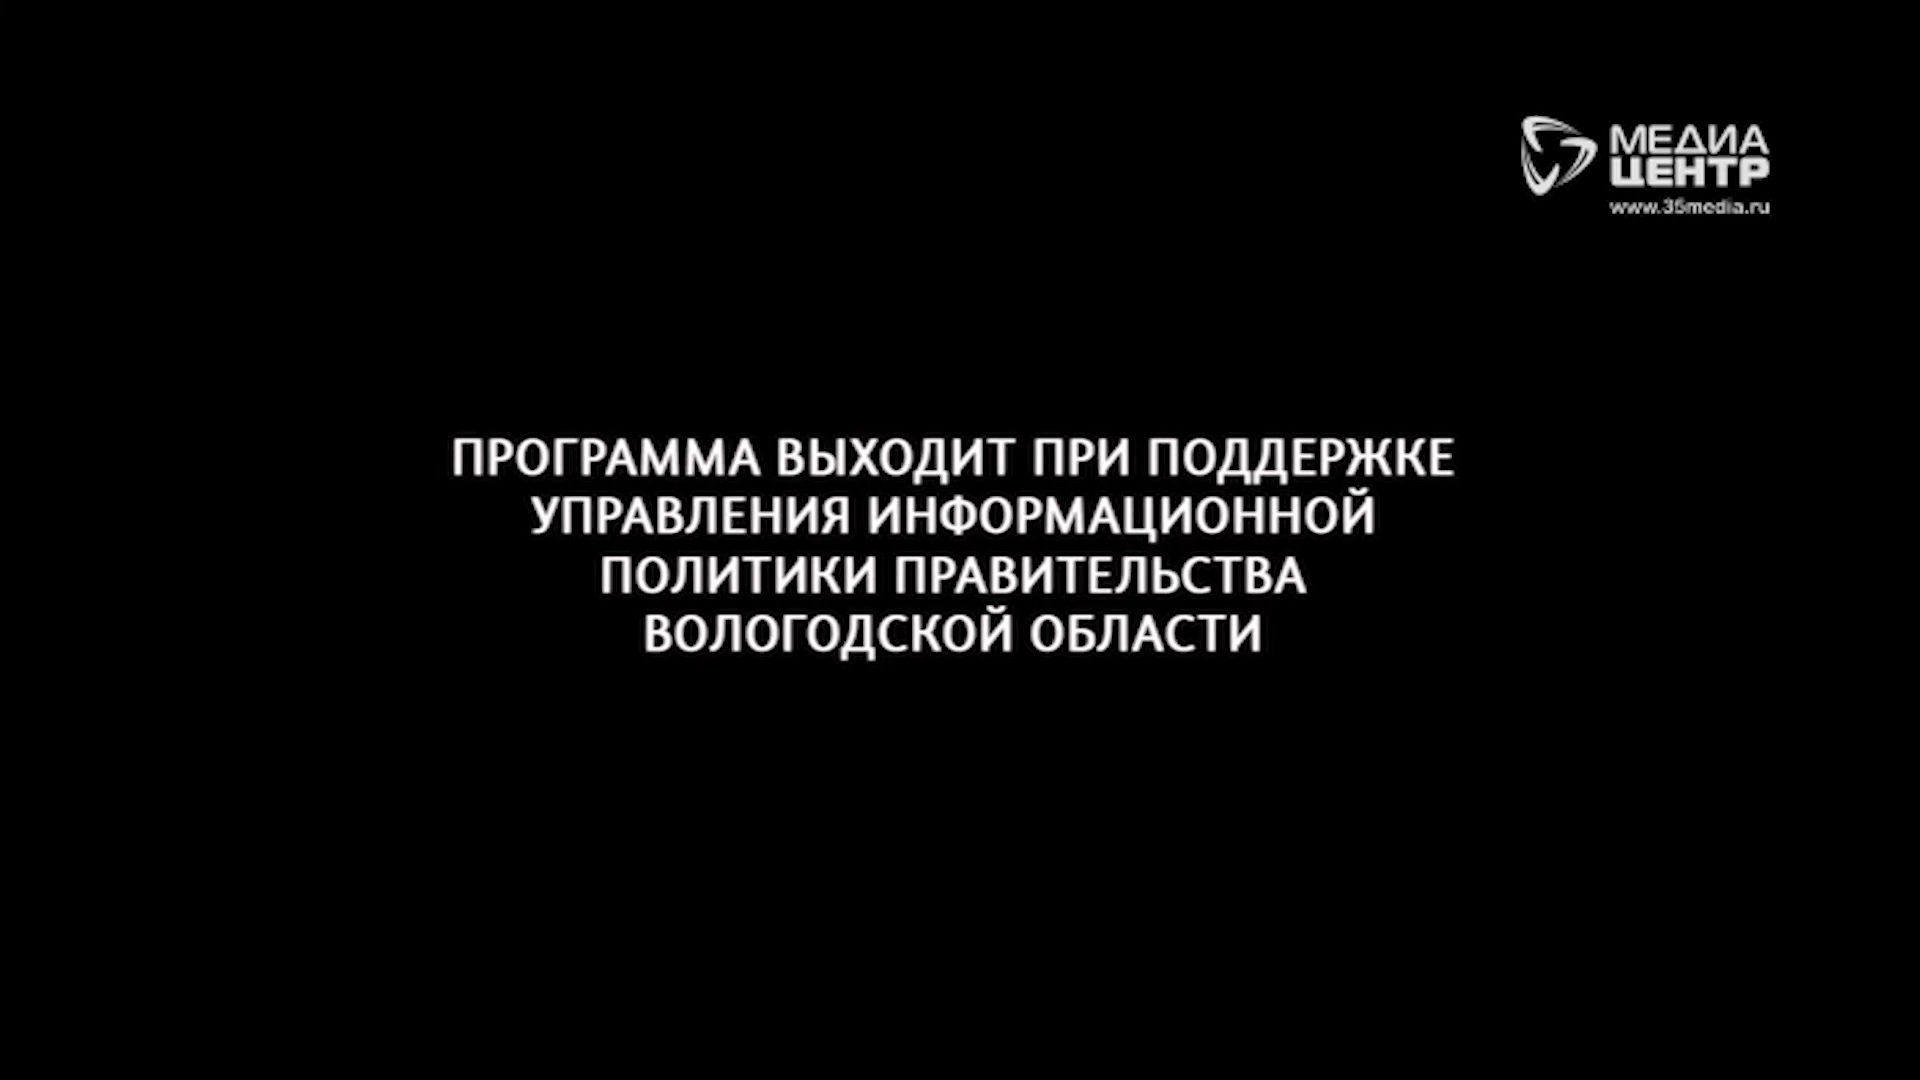 МЕДИА
ЦЕНТР
www.35media.ru
ПРОГРАММА ВЫХОДИТ ПРИ ПОДДЕРЖКЕ
УПРАВЛЕНИЯ ИНФОРМАЦИОННОЙ
ПОЛИТИКИ ПРАВИТЕЛЬСТВА
ВОЛОГОДСКОЙ ОБЛАСТИ